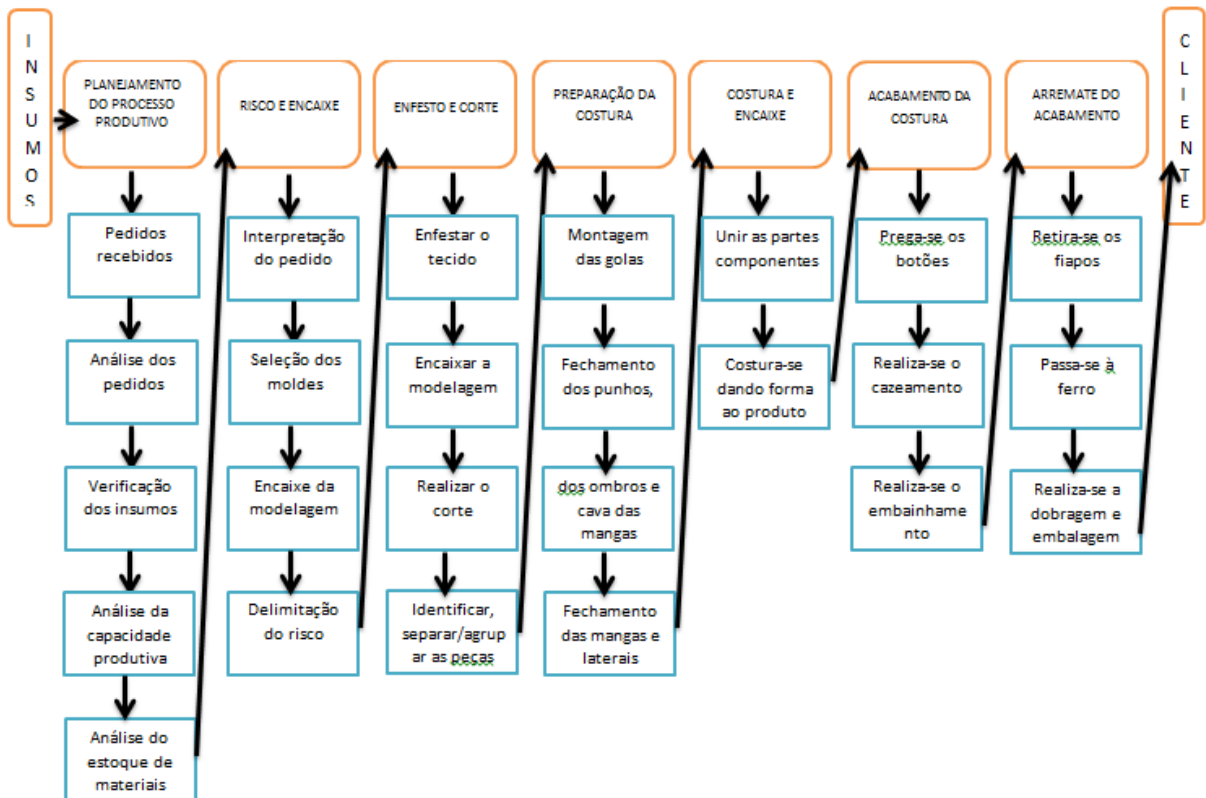 INSUMOS
PLANEJAMENTO
DO PROCESSO
PRODUTIVO
Pedidos
recebidos
Análise dos
pedidos
Verificação
dos insumos
Análise da
capacidade
produtiva
Análise do
estoque de
materiais
RISCO E ENCAIXE
Interpretação
do pedido
Seleção dos
moldes
Encaixe da
modelagem
Delimitação
do risco
ENFESTO E CORTE
Enfestar o
tecido
Encaixar a
modelagem
Realizar o
corte
Identificar,
separar/agrup
ar as peças
PREPARAÇÃO DA
COSTURA
Montagem
das golas
Fechamento
dos punhos,
dos ombros e
cava das
mangas
Fechamento
das mangas e
laterais
COSTURA E
ENCAIXE
Unir as partes
componentes
Costura-se
dando forma
ao produto
ACABAMENTO DA
COSTURA
Prega-se os
botões
Realiza-se o
cazeamento
Realiza-se o
embainhame
nto
ARREMATE DO
ACABAMENTO
Retira-se os
fiapos
Passa-se à
ferro
Realiza-se a
dobragem e
embalagem
CLIENTE